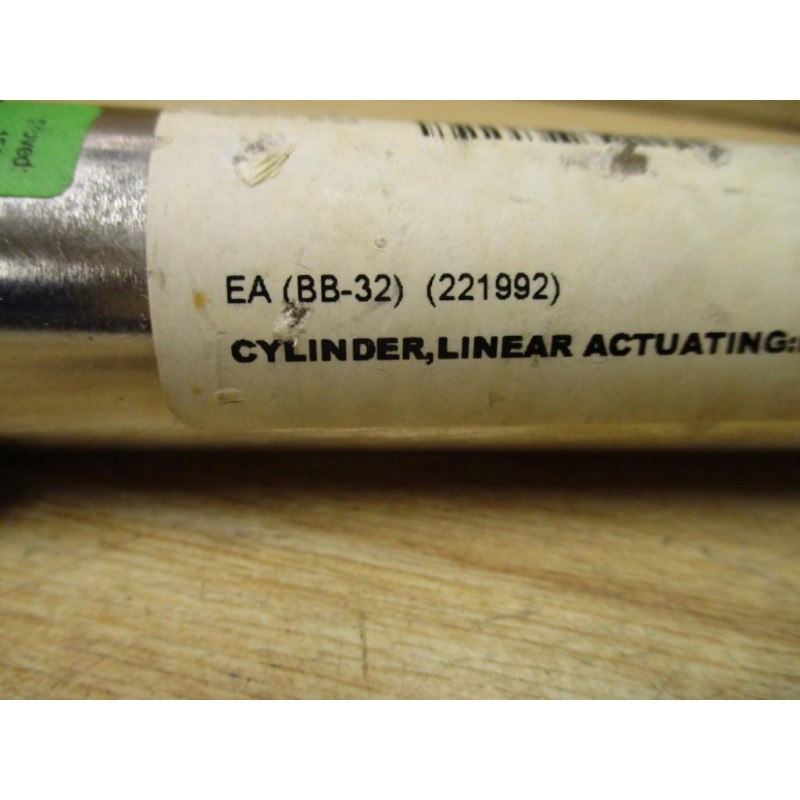 EA (BB-32) (221992)
CYLINDER,LINEAR ACTUATING: